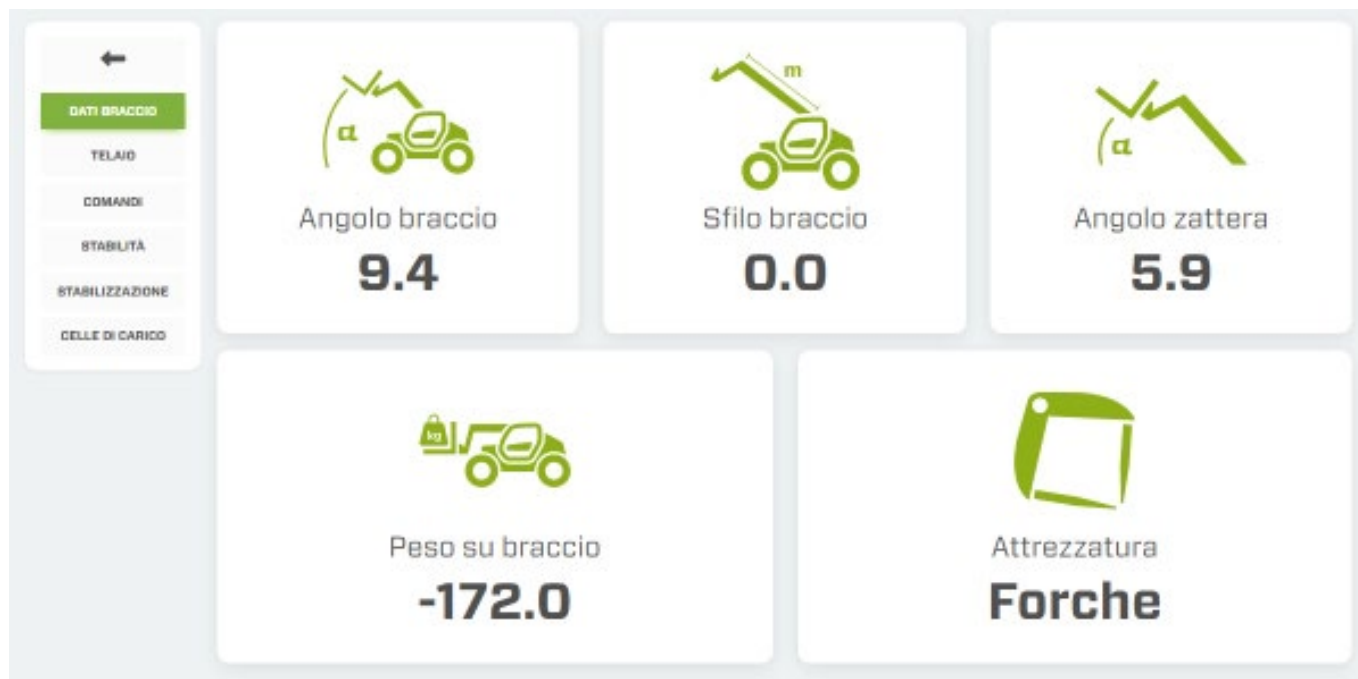 DATI BRACCIO
TELAIO
COMANDI
STABILITÀ
STABILIZZAZIONE
CELLE DI CARICO
α
Angolo braccio
9.4
m
Sfilo braccio
0.0
α
Angolo zattera
5.9
kg
Peso su braccio
-172.0
Attrezzatura
Forche